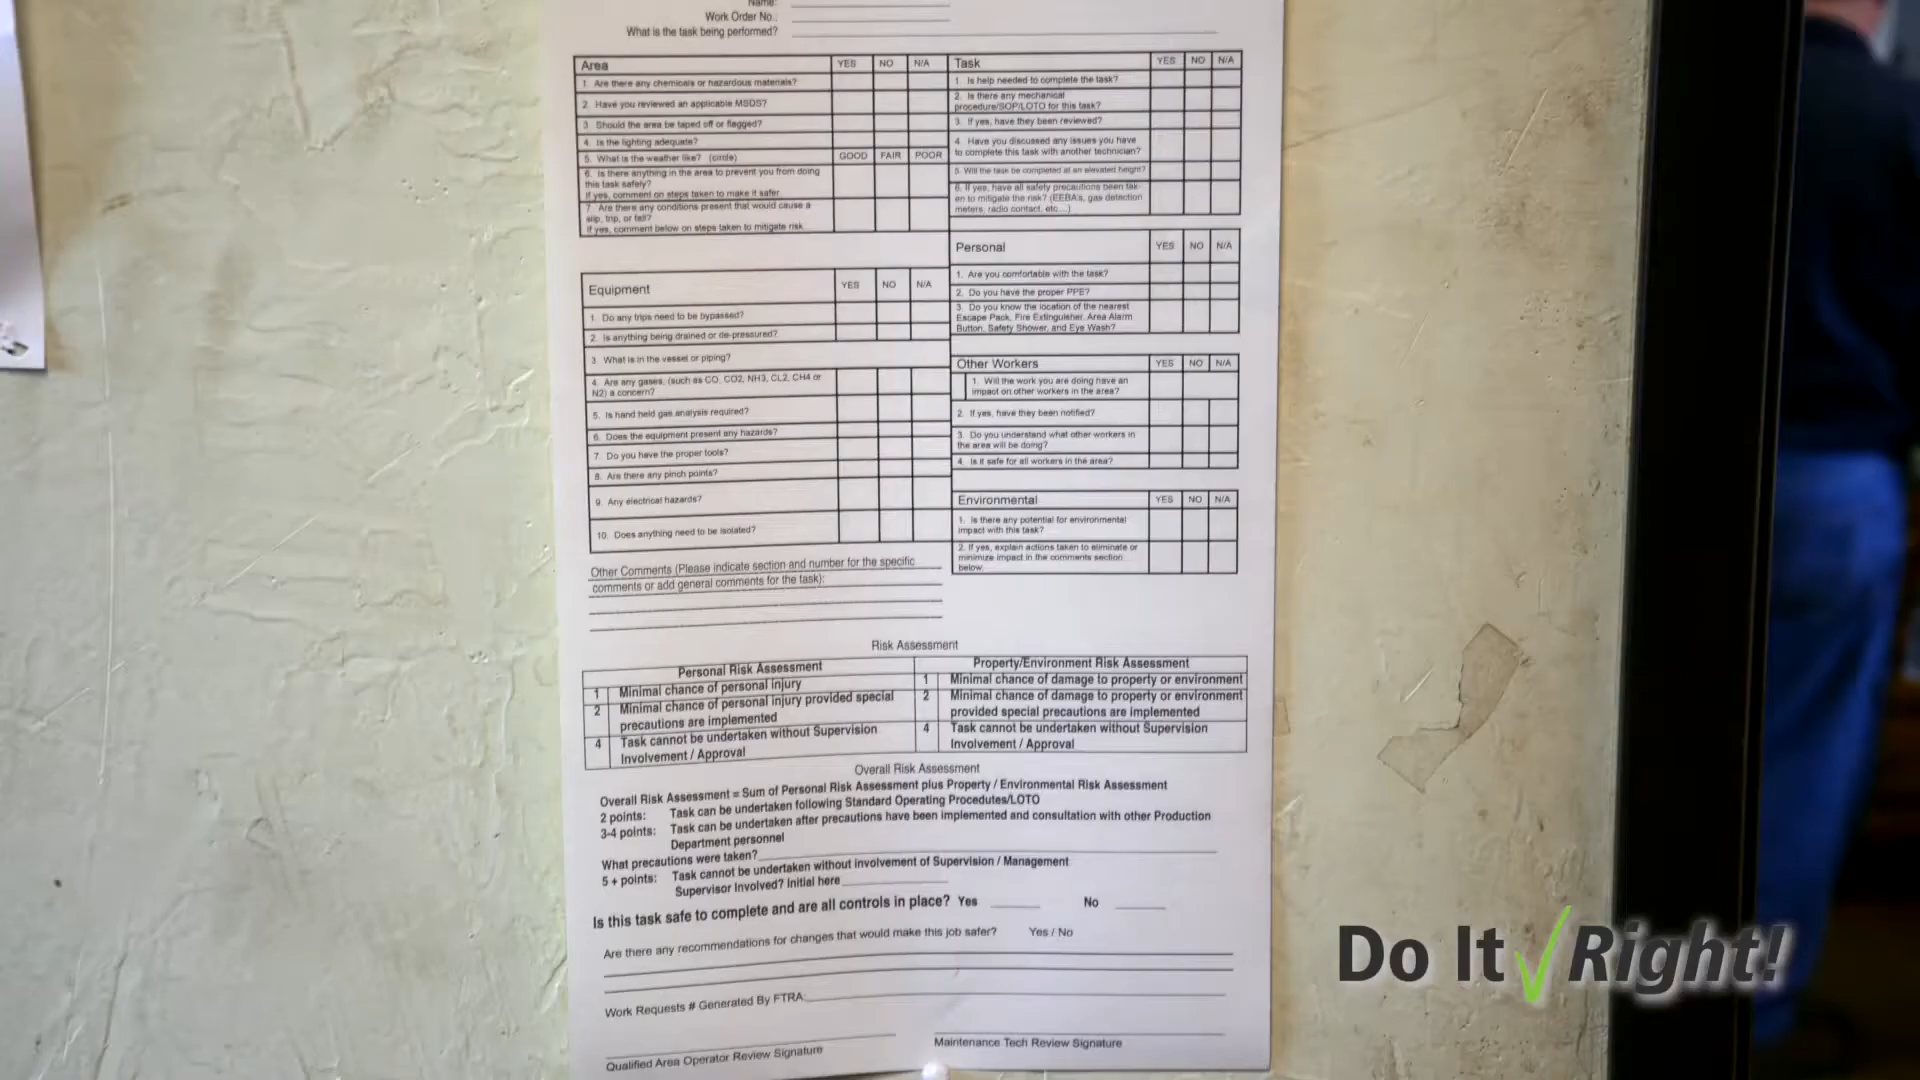 Name:
Work Order No.:
What is the task being performed?
Area YES NO N/A
1. Are there any chemicals or hazardous materials?
2. Have you reviewed an applicable MSDS?
3. Should the area be taped off or flagged?
4. Is the lighting adequate?
5. What is the weather like? (circle) GOOD FAIR POOR
6. Is there anything in the area to prevent you from doing
this task safely?
If yes, comment on steps taken to make it safer.
7. Are there any conditions present that would cause a
slip, trip, or fall?
If yes, comment below on steps taken to mitigate risk
Equipment YES NO N/A
1. Do any trips need to be bypassed?
2. Is anything being drained or de-pressured?
3. What is in the vessel or piping?
4. Are any gases, (such as CO, CO2, NH3, CL2, CH4 or
N2) a concern?
5. Is hand held gas analysis required?
6. Does the equipment present any hazards?
7. Do you have the proper tools?
8. Are there any pinch points?
9. Any electrical hazards?
10. Does anything need to be isolated?
Other Comments (Please indicate section and number for the specific
comments or add general comments for the task):
Task YES NO N/A
1. Is help needed to complete the task?
2. Is there any mechanical
procedure/SOP/LOTO for this task?
3. If yes, have they been reviewed?
4. Have you discussed any issues you have
to complete this task with another technician?
5. Will the task be completed at an elevated height?
6. If yes, have all safety precautions been tak-
en to mitigate the risk? (EEBA's, gas detection
meters, radio contact, etc...)
Personal YES NO N/A
1. Are you comfortable with the task?
2. Do you have the proper PPE?
3. Do you know the location of the nearest
Escape Pack, Fire Extinguisher, Area Alarm
Button, Safety Shower, and Eye Wash?
Other Workers YES NO N/A
1. Will the work you are doing have an
impact on other workers in the area?
2. If yes, have they been notified?
3. Do you understand what other workers in
the area will be doing?
4. Is it safe for all workers in the area?
Environmental YES NO N/A
1. Is there any potential for environmental
impact with this task?
2. If yes, explain actions taken to eliminate or
minimize impact in the comments section
below.
Risk Assessment
Personal Risk Assessment
1 Minimal chance of personal injury
2 Minimal chance of personal injury provided special
precautions are implemented
4 Task cannot be undertaken without Supervision
Involvement / Approval
Property/Environment Risk Assessment
1 Minimal chance of damage to property or environment
2 Minimal chance of damage to property or environment
provided special precautions are implemented
4 Task cannot be undertaken without Supervision
Involvement / Approval
Overall Risk Assessment
Overall Risk Assessment = Sum of Personal Risk Assessment plus Property / Environmental Risk Assessment
2 points: Task can be undertaken following Standard Operating Procedutes/LOTO
3-4 points: Task can be undertaken after precautions have been implemented and consultation with other Production
Department personnel
What precautions were taken?
5 + points: Task cannot be undertaken without involvement of Supervision / Management
Supervisor Involved? Initial here
Is this task safe to complete and are all controls in place? Yes No
Are there any recommendations for changes that would make this job safer? Yes / No
Work Requests # Generated By FTRA:
Qualified Area Operator Review Signature
Maintenance Tech Review Signature
Do It Right!